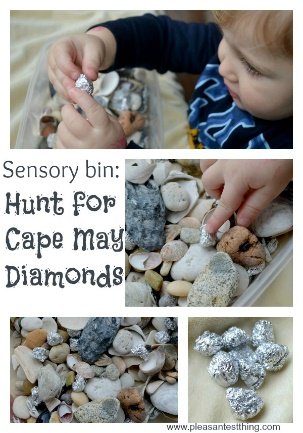 Sensory bin:
Hunt for
Cape May
Diamonds
www.pleasantestthing.com